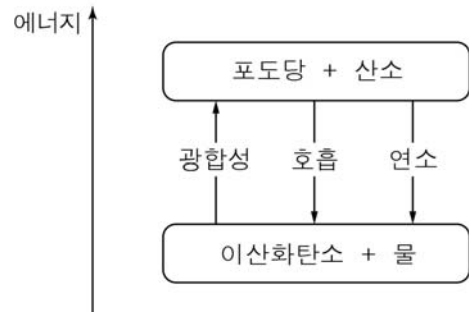 에너지
포도당 + 산소
광합성 호흡 연소
이산화탄소 + 물